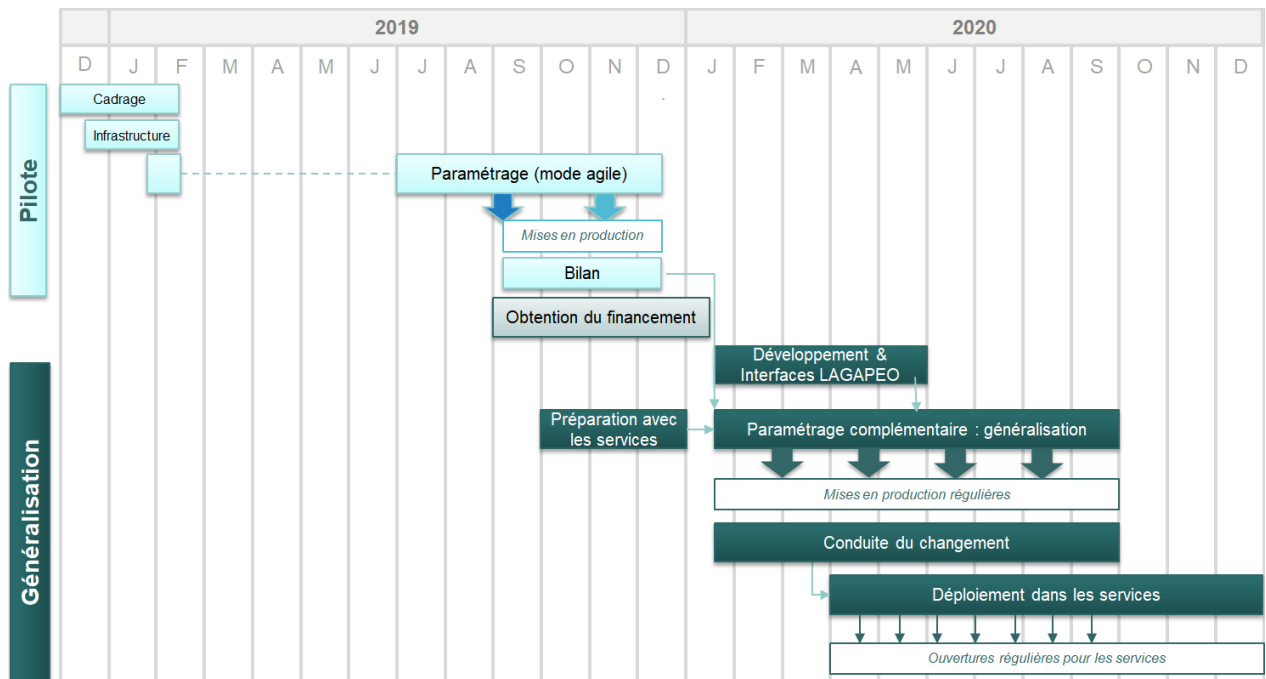 2019
2020
D J F M A M J J A S O N D J F M A M J J A S O N D
Pilote
Cadrage
Infrastructure
Paramétrage (mode agile)
Mises en production
Bilan
Obtention du financement
Généralisation
Développement &
Interfaces LAGAPEO
Préparation avec
les services
Paramétrage complémentaire : généralisation
Mises en production régulières
Conduite du changement
Déploiement dans les services
Ouvertures régulières pour les services